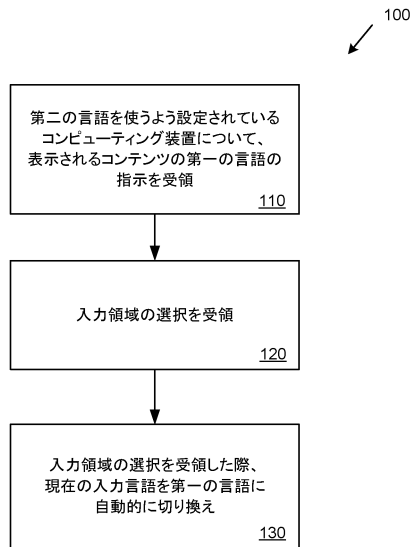 100
第二の言語を使うよう設定されている
コンピューティング装置について、
表示されるコンテンツの第一の言語の
指示を受領
110
入力領域の選択を受領
120
入力領域の選択を受領した際、
現在の入力言語を第一の言語に
自動的に切り換え
130